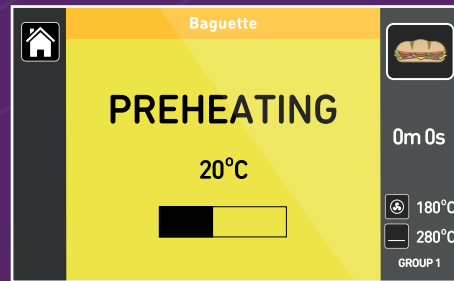 Baguette
PREHEATING
20°C
0m 0s
180°C
280°C
GROUP 1